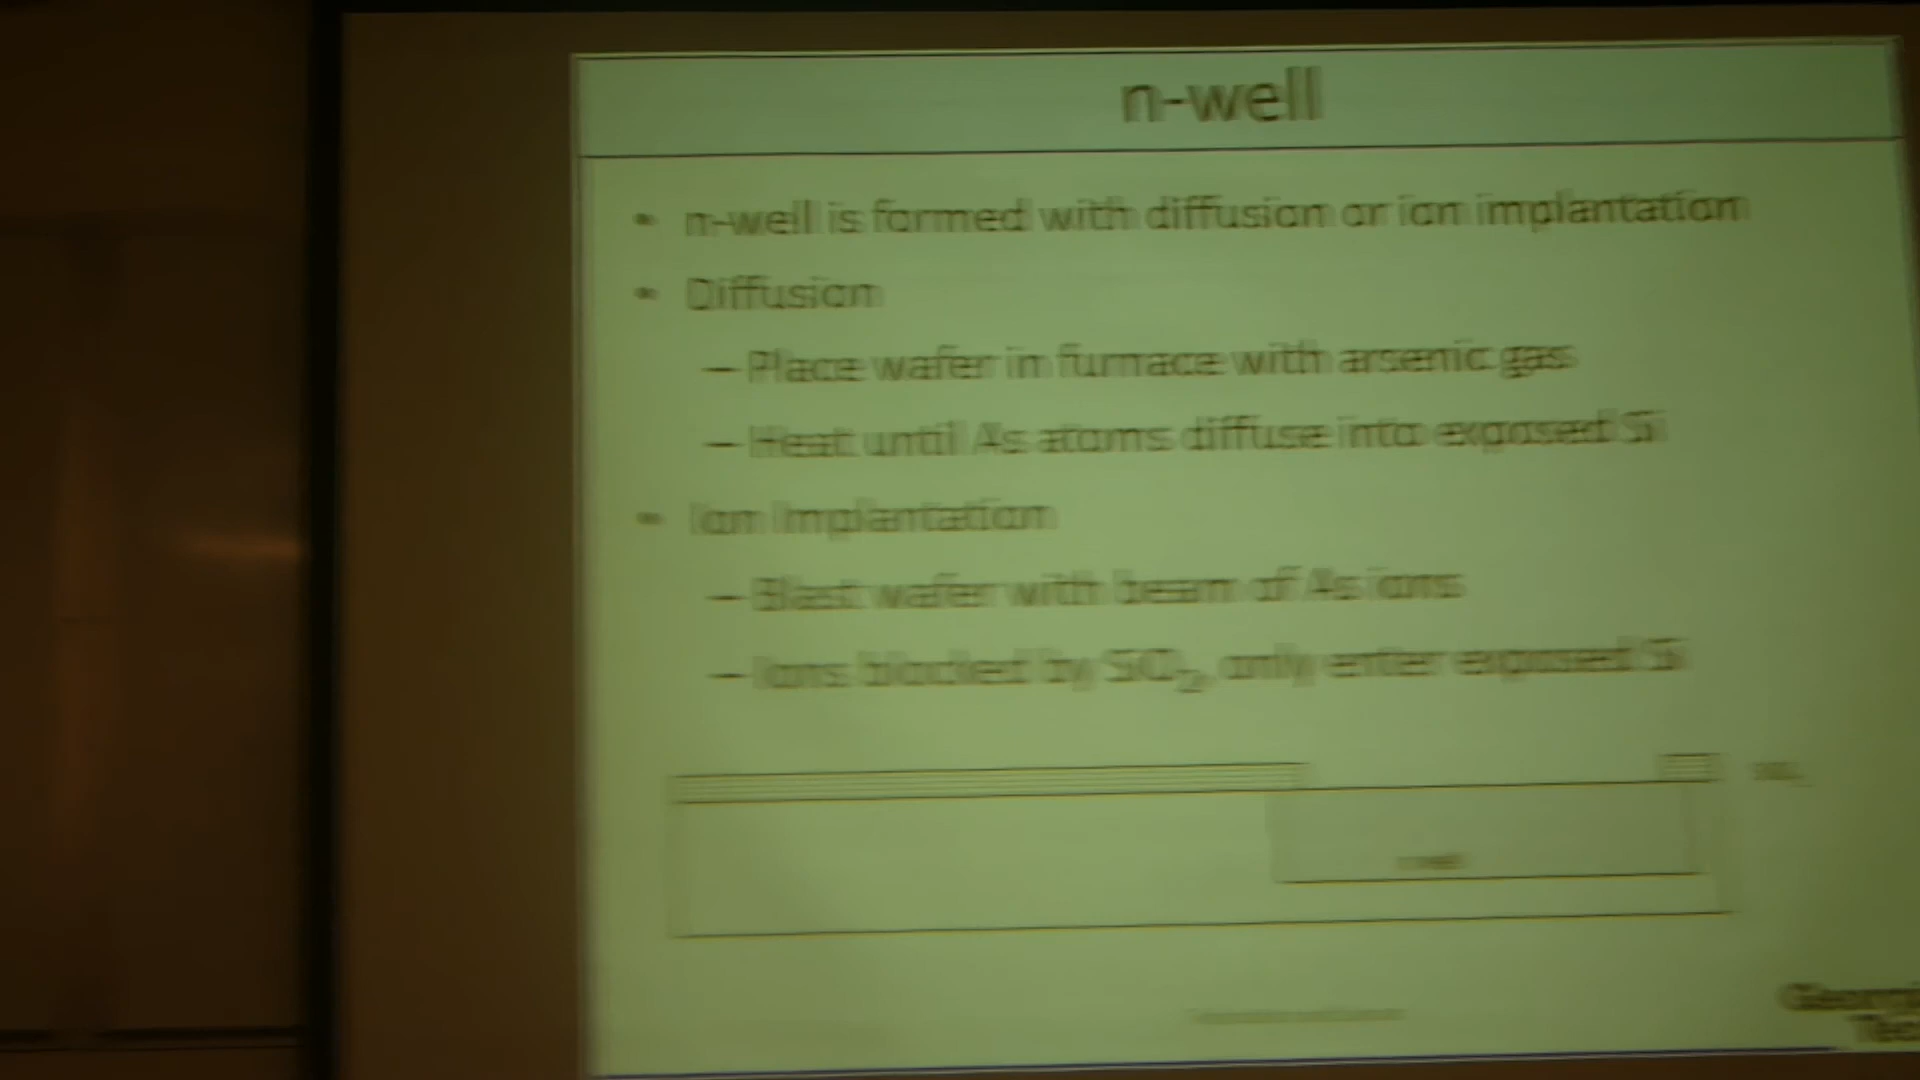 n-well
• n-well is formed with diffusion or ion implantation
• Diffusion
– Place wafer in furnace with arsenic gas
– Heat until As atoms diffuse into exposed Si
• Ion Implantation
– Blast wafer with beam of As ions
– Ions blocked by SiO₂, only enter exposed Si
SiO₂
n well